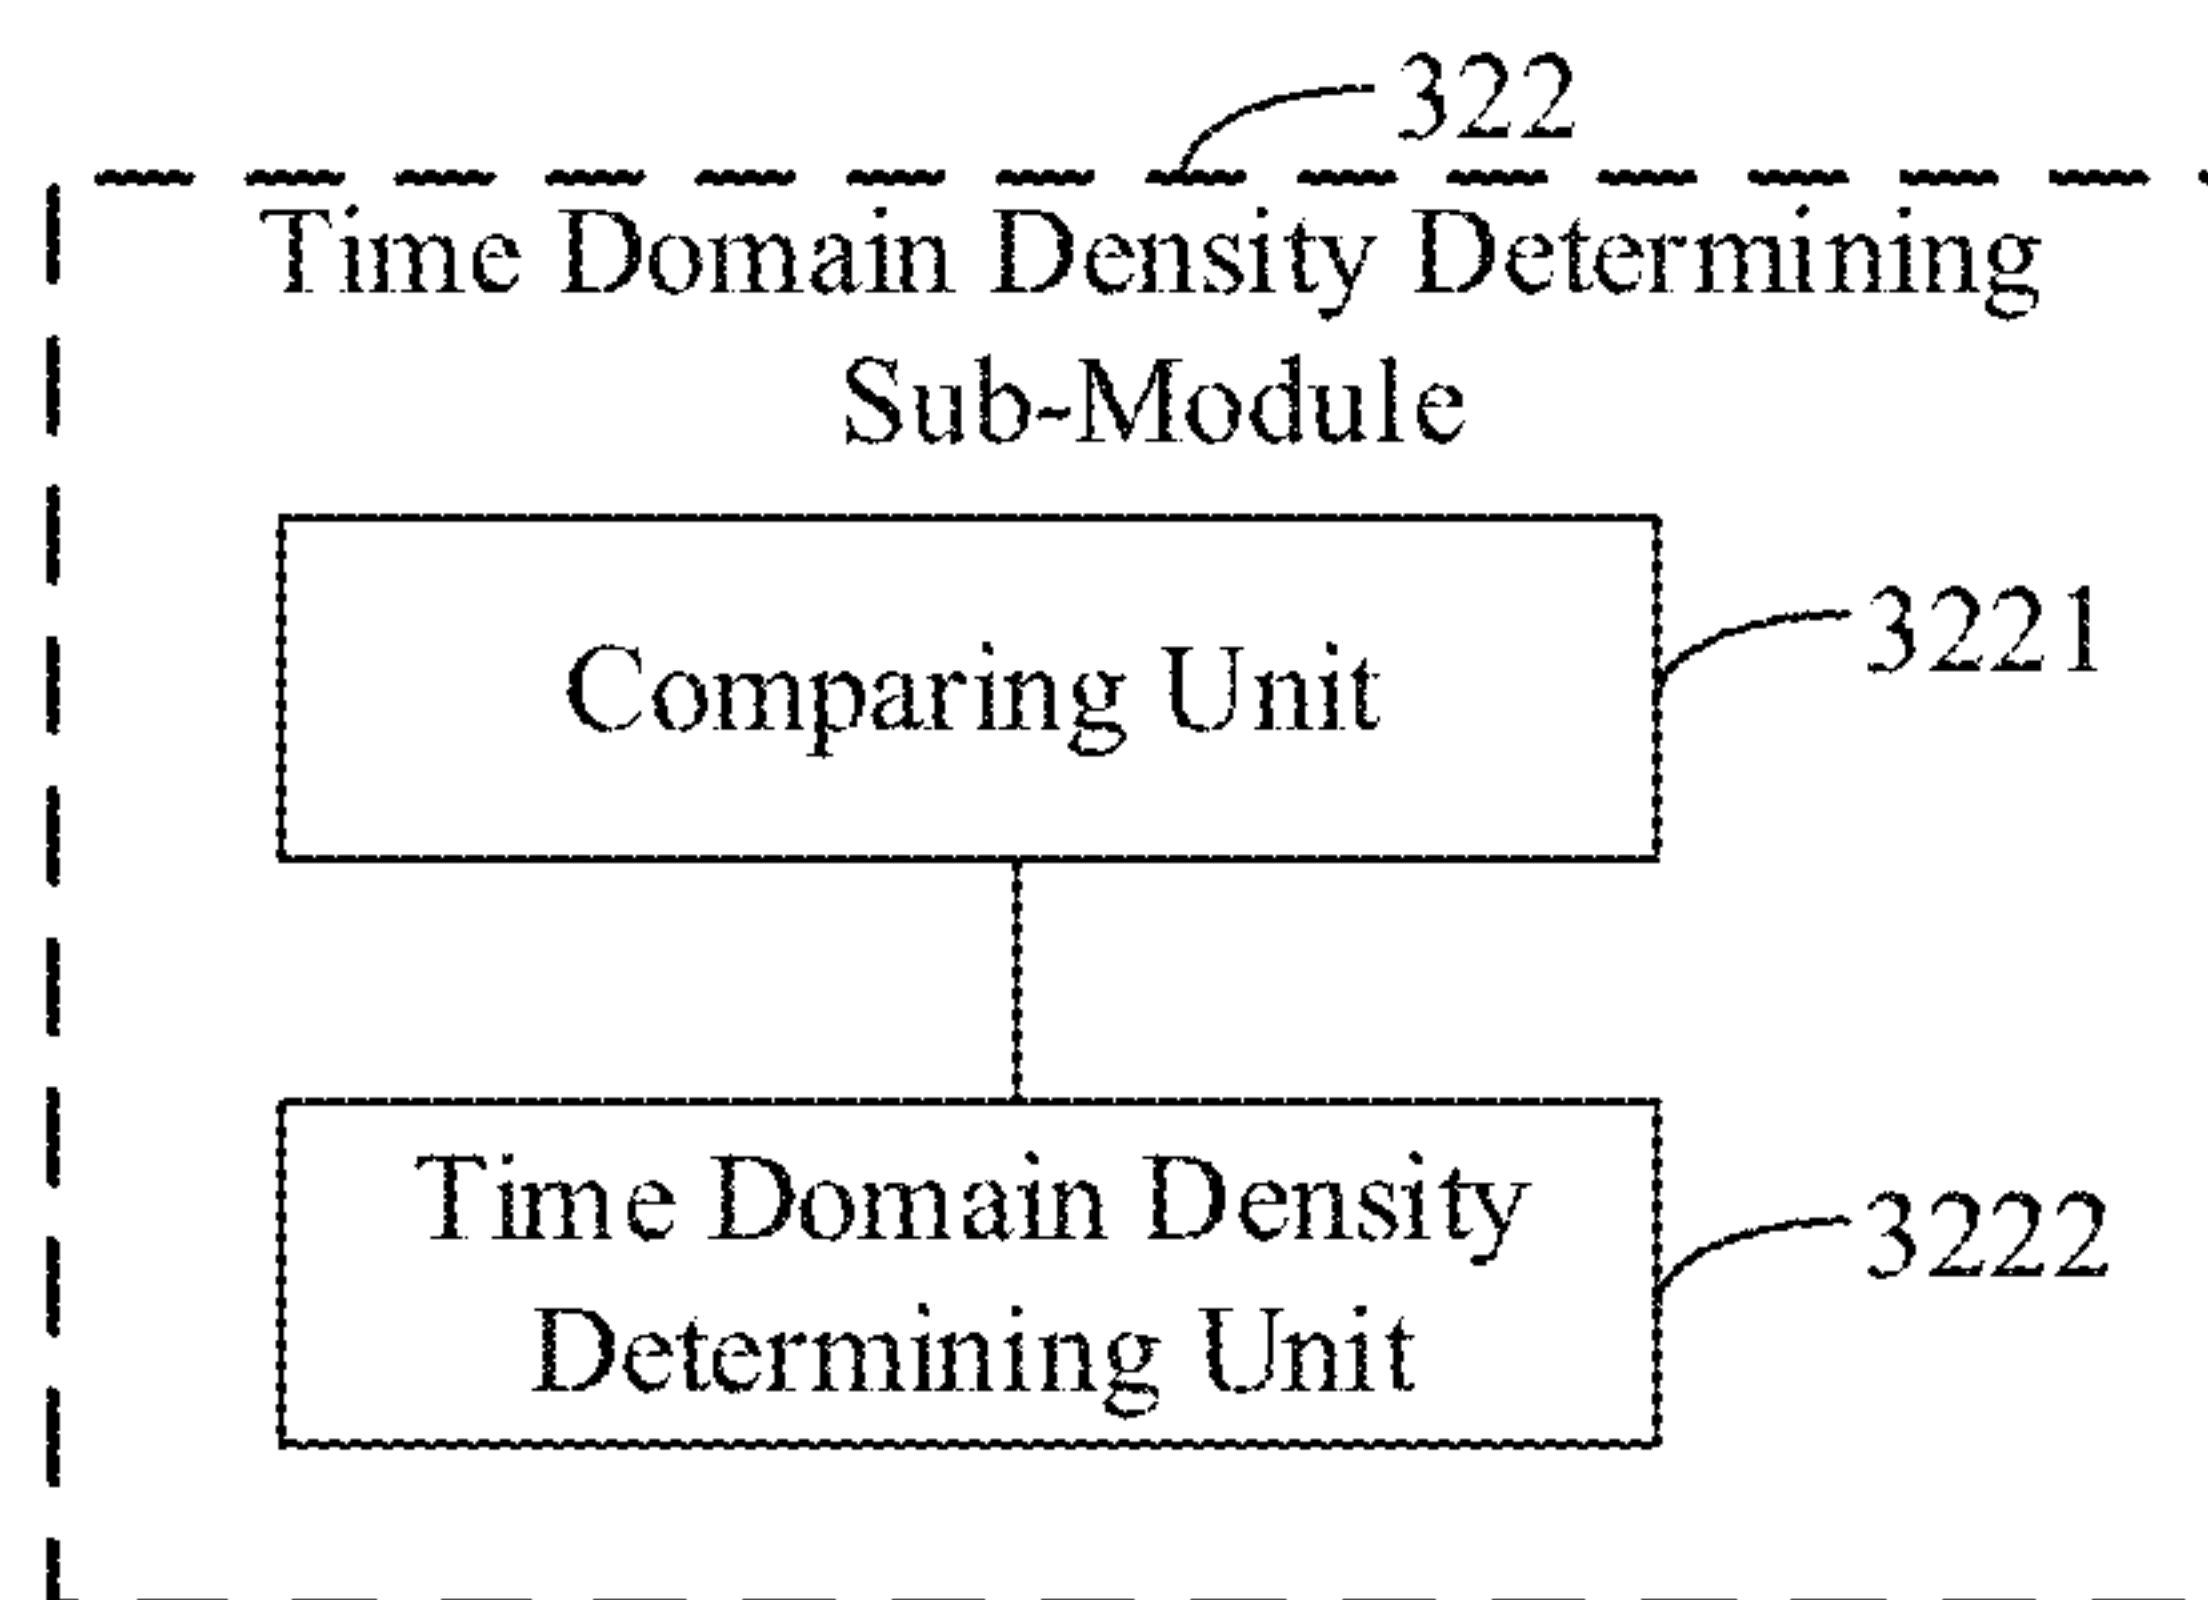 322
Time Domain Density Determining
Sub-Module
Comparing Unit
3221
Time Domain Density
Determining Unit
3222